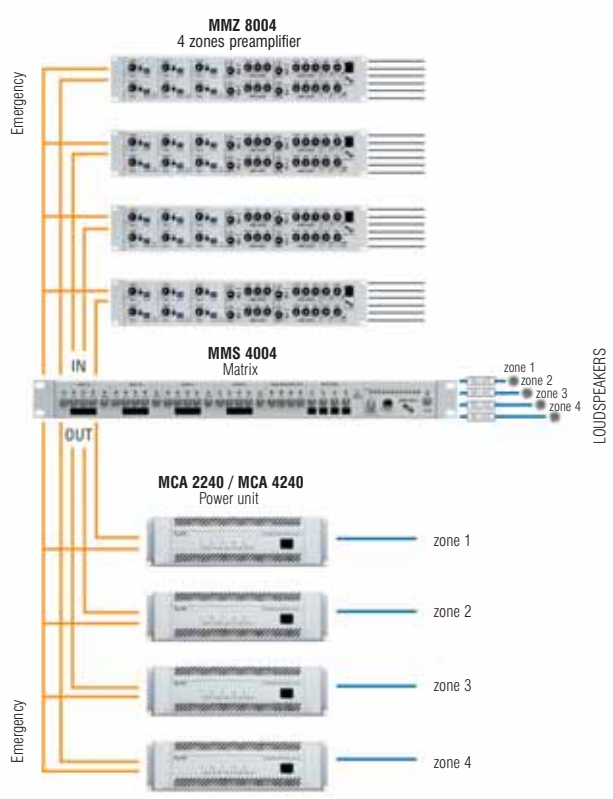 MMZ 8004
4 zones preamplifier
Emergency
IN
MMS 4004
Matrix
zone 1
zone 2
zone 3
zone 4
LOUDSPEAKERS
OUT
MCA 2240 / MCA 4240
Power unit
zone 1
zone 2
zone 3
zone 4
Emergency